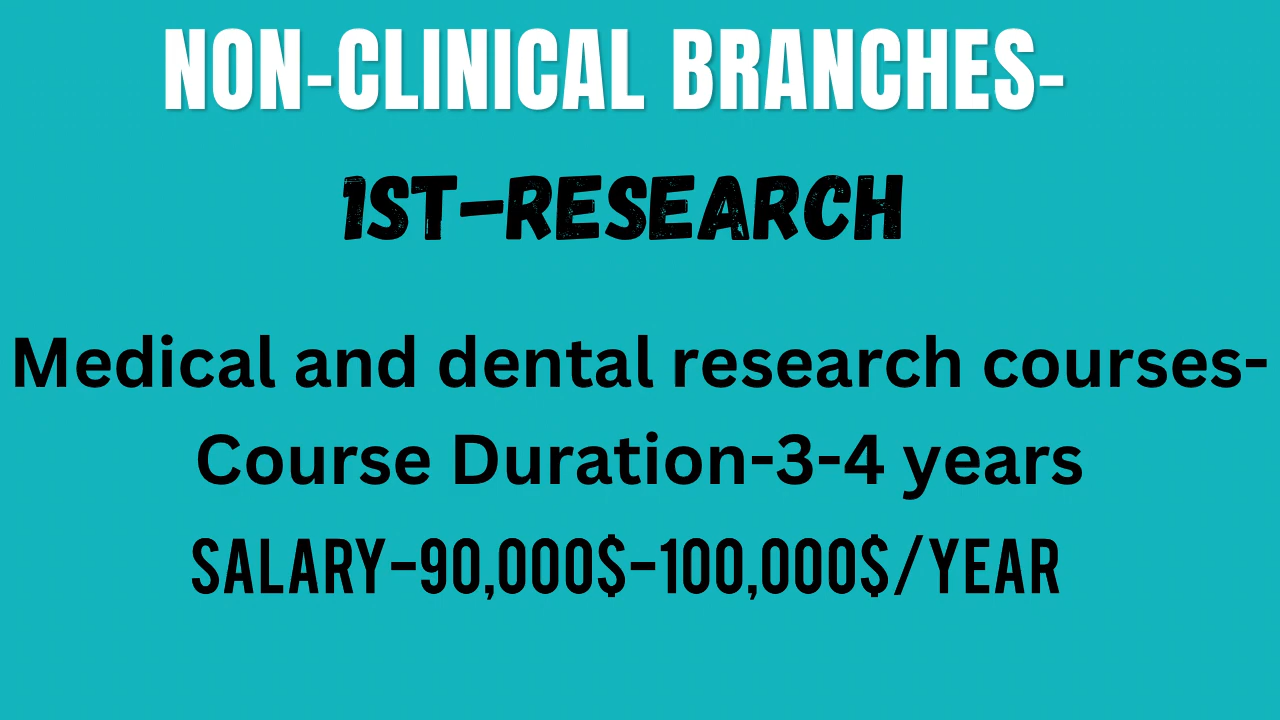 NON-CLINICAL BRANCHES-
1ST-RESEARCH
Medical and dental research courses-
Course Duration-3-4 years
SALARY-90,000$-100,000$/YEAR